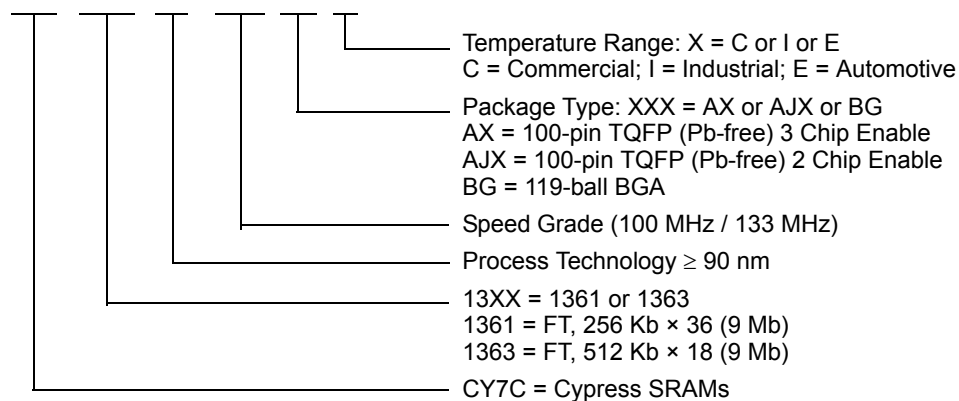 Temperature Range: X = C or I or E
C = Commercial; I = Industrial; E = Automotive
Package Type: XXX = AX or AJX or BG
AX = 100-pin TQFP (Pb-free) 3 Chip Enable
AJX = 100-pin TQFP (Pb-free) 2 Chip Enable
BG = 119-ball BGA
Speed Grade (100 MHz / 133 MHz)
Process Technology ≥ 90 nm
13XX = 1361 or 1363
1361 = FT, 256 Kb × 36 (9 Mb)
1363 = FT, 512 Kb × 18 (9 Mb)
CY7C = Cypress SRAMs